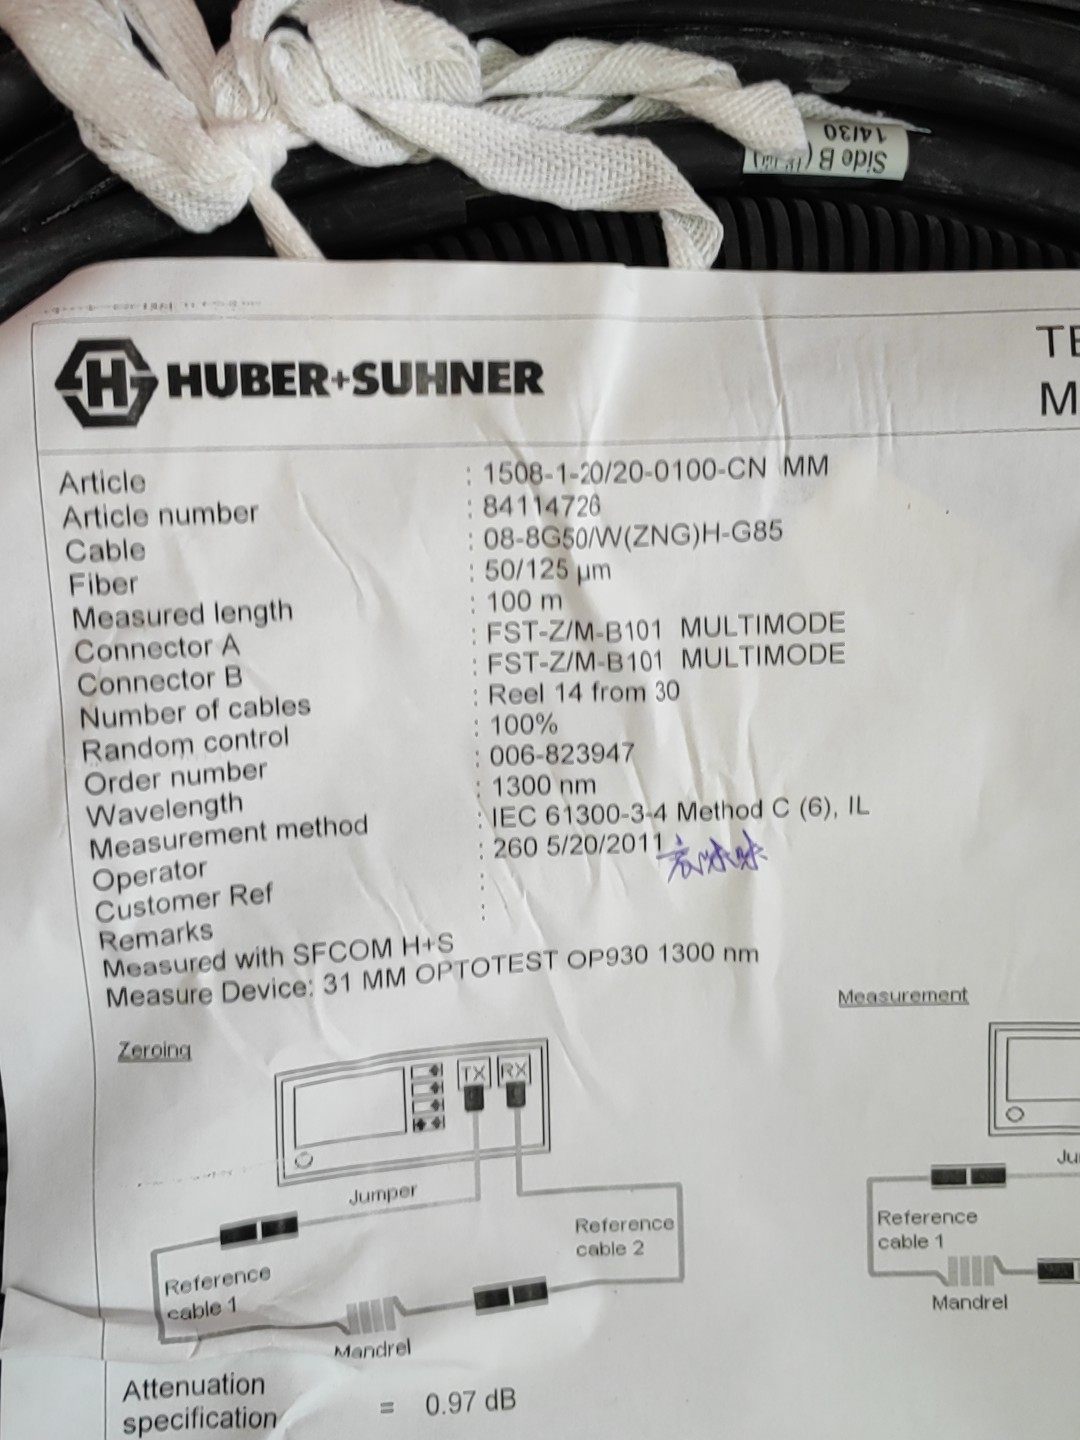 Side B
14/30
HUBER+SUHNER
TE
M
Article : 1508-1-20/20-0100-CN MM
Article number : 84114726
Cable : 08-8G50/W(ZNG)H-G85
Fiber : 50/125 µm
Measured length : 100 m
Connector A : FST-Z/M-B101 MULTIMODE
Connector B : FST-Z/M-B101 MULTIMODE
Number of cables : Reel 14 from 30
Random control : 100%
Order number : 006-823947
Wavelength : 1300 nm
Measurement method : IEC 61300-3-4 Method C (6), IL
Operator : 260 5/20/2011
Customer Ref :
Remarks :
Measured with SFCOM H+S
Measure Device: 31 MM OPTOTEST OP930 1300 nm
Zeroing
TX RX
Jumper
Reference
cable 1
Reference
cable 2
Mandrel
Measurement
Ju
Reference
cable 1
Mandrel
Attenuation
specification = 0.97 dB